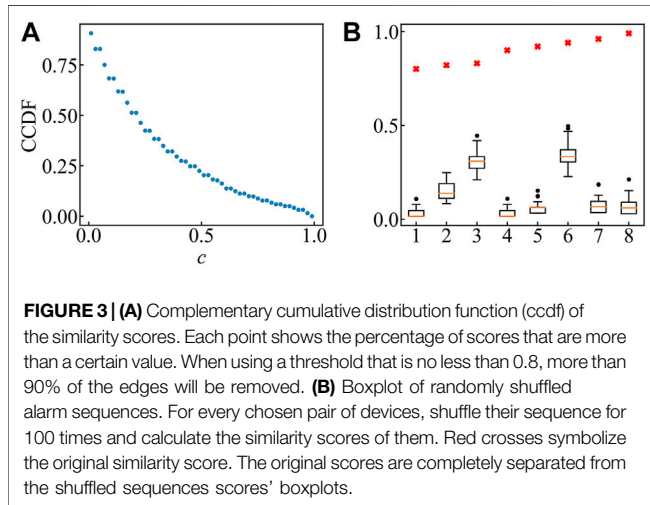 A
B
CCDF
0.75
0.50
0.25
0.00
0.0 0.5 1.0
c
1.0
0.5
0.0
1 2 3 4 5 6 7 8
FIGURE 3 | (A) Complementary cumulative distribution function (ccdf) of
the similarity scores. Each point shows the percentage of scores that are more
than a certain value. When using a threshold that is no less than 0.8, more than
90% of the edges will be removed. (B) Boxplot of randomly shuffled
alarm sequences. For every chosen pair of devices, shuffle their sequence for
100 times and calculate the similarity scores of them. Red crosses symbolize
the original similarity score. The original scores are completely separated from
the shuffled sequences scores’ boxplots.